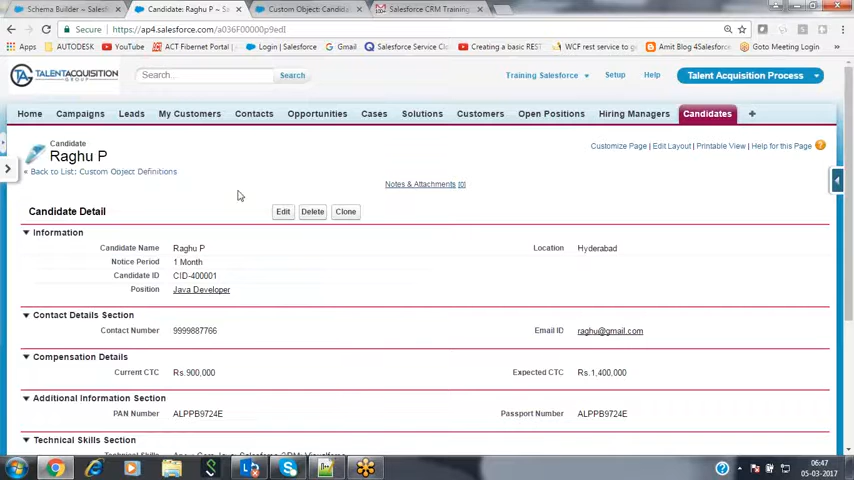 Schema Builder ~ Salesf
Candidate: Raghu P ~ Sa
Custom Object: Candida
Salesforce CRM Training
Secure
https://ap4.salesforce.com/a036F00000p9edI
Apps
AUTODESK
YouTube
ACT Fibernet Portal
Login | Salesforce
Salesforce Service Clo
Creating a basic REST
WCF rest service to g
Amit Blog 4Salesforce
Goto Meeting Login
TALENTACQUISITION
GROUP
Search...
Search
Training Salesforce
Setup
Help
Talent Acquisition Process
Home
Campaigns
Leads
My Customers
Contacts
Opportunities
Cases
Solutions
Customers
Open Positions
Hiring Managers
Candidates
+
Candidate
Raghu P
Customize Page | Edit Layout | Printable View | Help for this Page
« Back to List: Custom Object Definitions
Notes & Attachments [0]
Candidate Detail
Edit
Delete
Clone
Information
Candidate Name Raghu P
Location Hyderabad
Notice Period 1 Month
Candidate ID CID-400001
Position Java Developer
Contact Details Section
Contact Number 9999887766
Email ID raghu@gmail.com
Compensation Details
Current CTC Rs.900,000
Expected CTC Rs.1,400,000
Additional Information Section
PAN Number ALPPB9724E
Passport Number ALPPB9724E
Technical Skills Section
06:47
05-03-2017